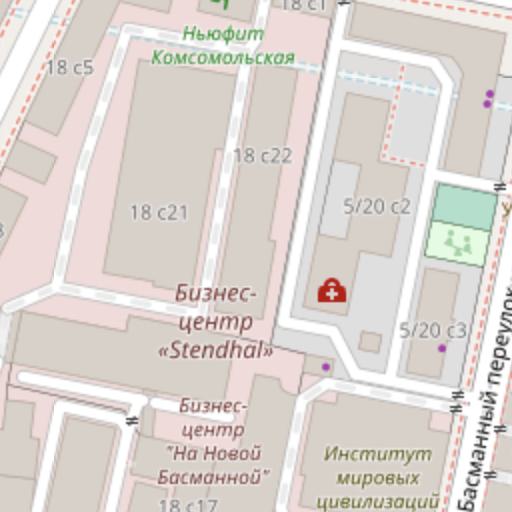 18 с1
Ньюфит
Комсомольская
18 с5
18 с22
18 с21
5/20 с2
Бизнес-
центр
«Stendhal»
5/20 с3
Басманный переулок
Бизнес-
центр
"На Новой
Басманной"
Институт
мировых
цивилизаций
18 с17